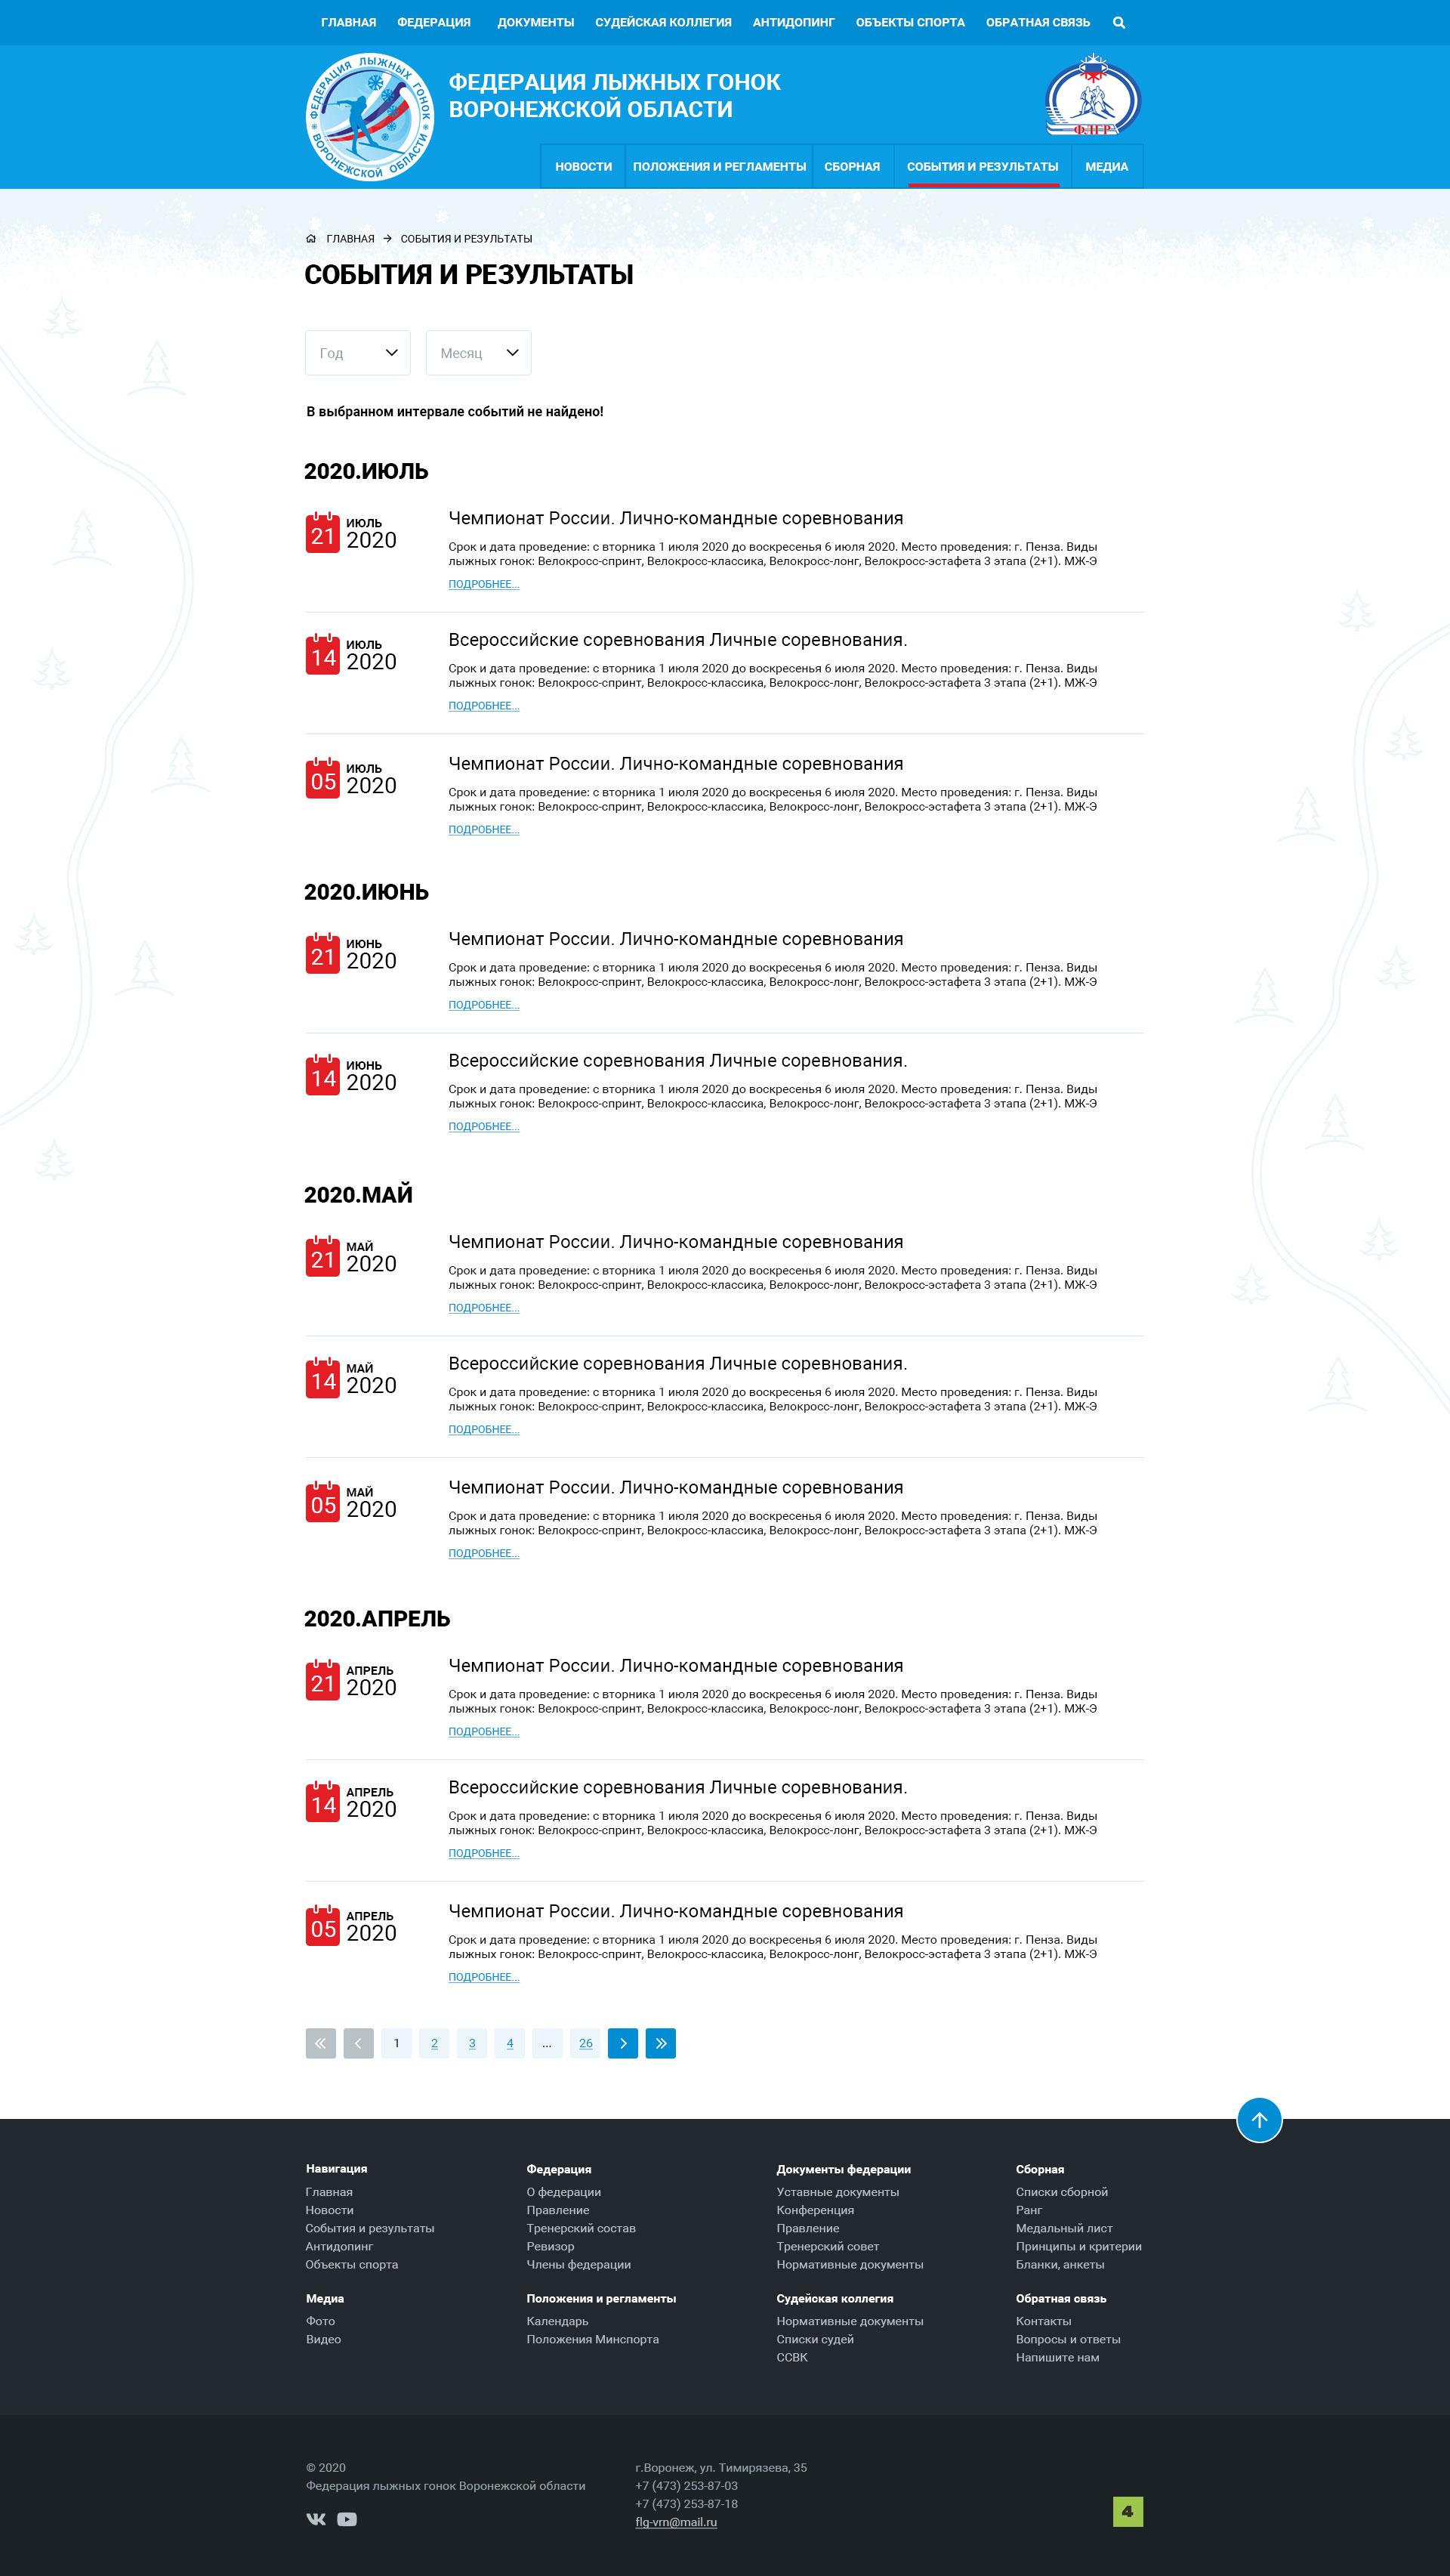 ГЛАВНАЯ ФЕДЕРАЦИЯ ДОКУМЕНТЫ СУДЕЙСКАЯ КОЛЛЕГИЯ АНТИДОПИНГ ОБЪЕКТЫ СПОРТА ОБРАТНАЯ СВЯЗЬ
ФЕДЕРАЦИЯ ЛЫЖНЫХ ГОНОК
ВОРОНЕЖСКОЙ ОБЛАСТИ
ФЕДЕРАЦИЯ ЛЫЖНЫХ ГОНОК
ВОРОНЕЖСКОЙ ОБЛАСТИ
ФЛГР
НОВОСТИ ПОЛОЖЕНИЯ И РЕГЛАМЕНТЫ СБОРНАЯ СОБЫТИЯ И РЕЗУЛЬТАТЫ МЕДИА
ГЛАВНАЯ → СОБЫТИЯ И РЕЗУЛЬТАТЫ
СОБЫТИЯ И РЕЗУЛЬТАТЫ
Год Месяц
В выбранном интервале событий не найдено!
2020.ИЮЛЬ
21 ИЮЛЬ 2020
Чемпионат России. Лично-командные соревнования
Срок и дата проведение: с вторника 1 июля 2020 до воскресенья 6 июля 2020. Место проведения: г. Пенза. Виды
лыжных гонок: Велокросс-спринт, Велокросс-классика, Велокросс-лонг, Велокросс-эстафета 3 этапа (2+1). МЖ-Э
ПОДРОБНЕЕ...
14 ИЮЛЬ 2020
Всероссийские соревнования Личные соревнования.
Срок и дата проведение: с вторника 1 июля 2020 до воскресенья 6 июля 2020. Место проведения: г. Пенза. Виды
лыжных гонок: Велокросс-спринт, Велокросс-классика, Велокросс-лонг, Велокросс-эстафета 3 этапа (2+1). МЖ-Э
ПОДРОБНЕЕ...
05 ИЮЛЬ 2020
Чемпионат России. Лично-командные соревнования
Срок и дата проведение: с вторника 1 июля 2020 до воскресенья 6 июля 2020. Место проведения: г. Пенза. Виды
лыжных гонок: Велокросс-спринт, Велокросс-классика, Велокросс-лонг, Велокросс-эстафета 3 этапа (2+1). МЖ-Э
ПОДРОБНЕЕ...
2020.ИЮНЬ
21 ИЮНЬ 2020
Чемпионат России. Лично-командные соревнования
Срок и дата проведение: с вторника 1 июля 2020 до воскресенья 6 июля 2020. Место проведения: г. Пенза. Виды
лыжных гонок: Велокросс-спринт, Велокросс-классика, Велокросс-лонг, Велокросс-эстафета 3 этапа (2+1). МЖ-Э
ПОДРОБНЕЕ...
14 ИЮНЬ 2020
Всероссийские соревнования Личные соревнования.
Срок и дата проведение: с вторника 1 июля 2020 до воскресенья 6 июля 2020. Место проведения: г. Пенза. Виды
лыжных гонок: Велокросс-спринт, Велокросс-классика, Велокросс-лонг, Велокросс-эстафета 3 этапа (2+1). МЖ-Э
ПОДРОБНЕЕ...
2020.МАЙ
21 МАЙ 2020
Чемпионат России. Лично-командные соревнования
Срок и дата проведение: с вторника 1 июля 2020 до воскресенья 6 июля 2020. Место проведения: г. Пенза. Виды
лыжных гонок: Велокросс-спринт, Велокросс-классика, Велокросс-лонг, Велокросс-эстафета 3 этапа (2+1). МЖ-Э
ПОДРОБНЕЕ...
14 МАЙ 2020
Всероссийские соревнования Личные соревнования.
Срок и дата проведение: с вторника 1 июля 2020 до воскресенья 6 июля 2020. Место проведения: г. Пенза. Виды
лыжных гонок: Велокросс-спринт, Велокросс-классика, Велокросс-лонг, Велокросс-эстафета 3 этапа (2+1). МЖ-Э
ПОДРОБНЕЕ...
05 МАЙ 2020
Чемпионат России. Лично-командные соревнования
Срок и дата проведение: с вторника 1 июля 2020 до воскресенья 6 июля 2020. Место проведения: г. Пенза. Виды
лыжных гонок: Велокросс-спринт, Велокросс-классика, Велокросс-лонг, Велокросс-эстафета 3 этапа (2+1). МЖ-Э
ПОДРОБНЕЕ...
2020.АПРЕЛЬ
21 АПРЕЛЬ 2020
Чемпионат России. Лично-командные соревнования
Срок и дата проведение: с вторника 1 июля 2020 до воскресенья 6 июля 2020. Место проведения: г. Пенза. Виды
лыжных гонок: Велокросс-спринт, Велокросс-классика, Велокросс-лонг, Велокросс-эстафета 3 этапа (2+1). МЖ-Э
ПОДРОБНЕЕ...
14 АПРЕЛЬ 2020
Всероссийские соревнования Личные соревнования.
Срок и дата проведение: с вторника 1 июля 2020 до воскресенья 6 июля 2020. Место проведения: г. Пенза. Виды
лыжных гонок: Велокросс-спринт, Велокросс-классика, Велокросс-лонг, Велокросс-эстафета 3 этапа (2+1). МЖ-Э
ПОДРОБНЕЕ...
05 АПРЕЛЬ 2020
Чемпионат России. Лично-командные соревнования
Срок и дата проведение: с вторника 1 июля 2020 до воскресенья 6 июля 2020. Место проведения: г. Пенза. Виды
лыжных гонок: Велокросс-спринт, Велокросс-классика, Велокросс-лонг, Велокросс-эстафета 3 этапа (2+1). МЖ-Э
ПОДРОБНЕЕ...
1 2 3 4 ... 26
Навигация
Главная
Новости
События и результаты
Антидопинг
Объекты спорта
Федерация
О федерации
Правление
Тренерский состав
Ревизор
Члены федерации
Документы федерации
Уставные документы
Конференция
Правление
Тренерский совет
Нормативные документы
Сборная
Списки сборной
Ранг
Медальный лист
Принципы и критерии
Бланки, анкеты
Медиа
Фото
Видео
Положения и регламенты
Календарь
Положения Минспорта
Судейская коллегия
Нормативные документы
Списки судей
ССВК
Обратная связь
Контакты
Вопросы и ответы
Напишите нам
© 2020
Федерация лыжных гонок Воронежской области
г.Воронеж, ул. Тимирязева, 35
+7 (473) 253-87-03
+7 (473) 253-87-18
flg-vrn@mail.ru
4